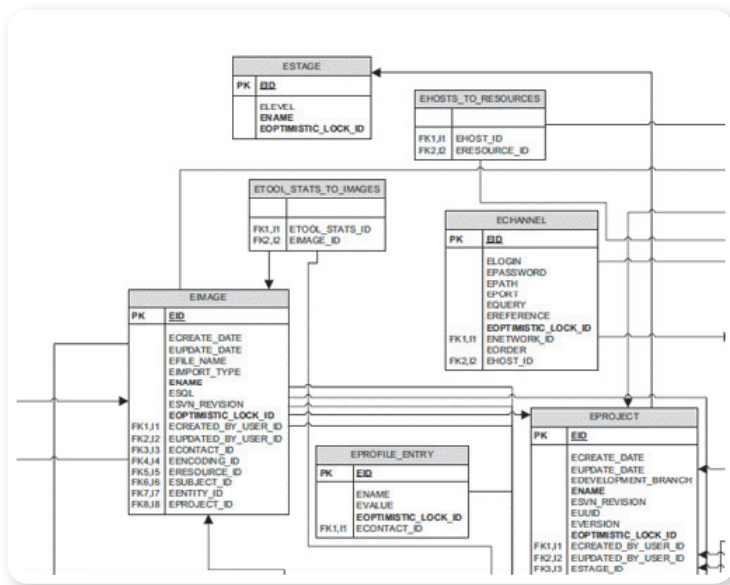 ESTAGE
PK EID
ELEVEL
ENAME
EOPTIMISTIC_LOCK_ID
EHOSTS_TO_RESOURCES
FK1,I1 EHOST_ID
FK2,I2 ERESOURCE_ID
ETOOL_STATS_TO_IMAGES
FK1,I1 ETOOL_STATS_ID
FK2,I2 EIMAGE_ID
ECHANNEL
PK EID
ELOGIN
EPASSWORD
EPATH
EPORT
EQUERY
EREFERENCE
EOPTIMISTIC_LOCK_ID
FK1,I1 ENETWORK_ID
EORDER
FK2,I2 EHOST_ID
EIMAGE
PK EID
ECREATE_DATE
EUPDATE_DATE
EFILE_NAME
EIMPORT_TYPE
ENAME
ESQL
ESVN_REVISION
EOPTIMISTIC_LOCK_ID
FK1,I1 ECREATED_BY_USER_ID
FK2,I2 EUPDATED_BY_USER_ID
FK3,I3 ECONTACT_ID
FK4,I4 EENCODING_ID
FK5,I5 ERESOURCE_ID
FK6,I6 ESUBJECT_ID
FK7,I7 EENTITY_ID
FK8,I8 EPROJECT_ID
EPROFILE_ENTRY
PK EID
ENAME
EVALUE
EOPTIMISTIC_LOCK_ID
FK1,I1 ECONTACT_ID
EPROJECT
PK EID
ECREATE_DATE
EUPDATE_DATE
EDEVELOPMENT_BRANCH
ENAME
ESVN_REVISION
EUUID
EVERSION
EOPTIMISTIC_LOCK_ID
FK1,I1 ECREATED_BY_USER_ID
FK2,I2 EUPDATED_BY_USER_ID
FK3,I3 ESTAGE_ID